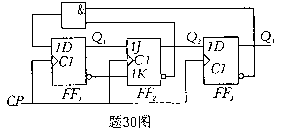 &
1D Q₁ 1J Q₂ 1D Q₃
C1 C1 C1
1K
CP FF₁ FF₂ FF₃
题30图